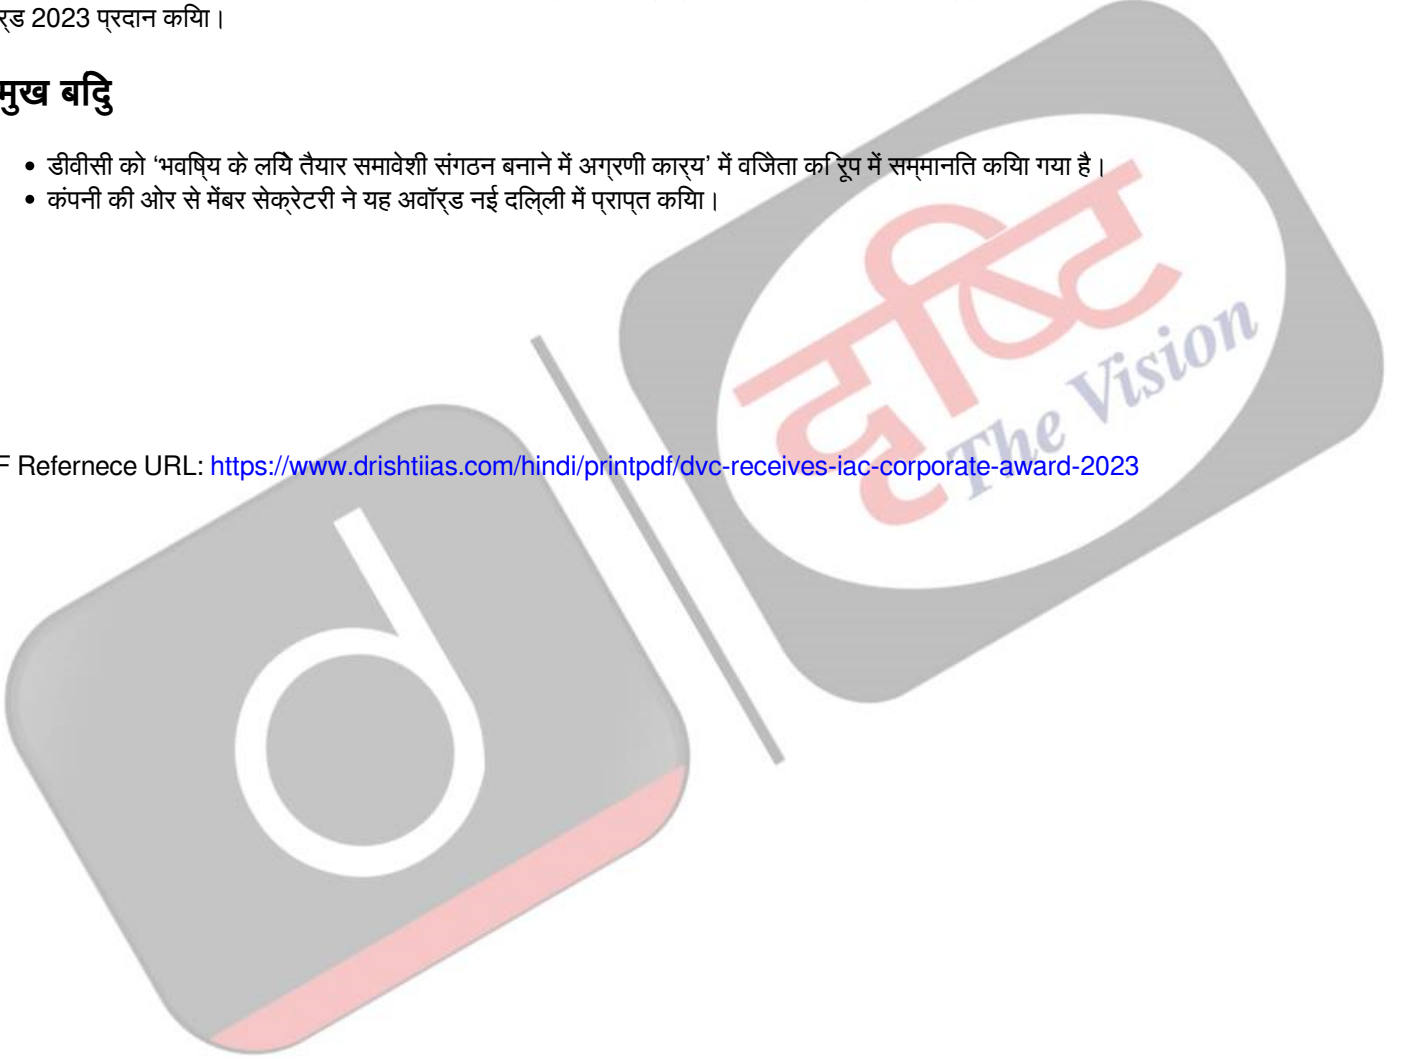 र्ड 2023 प्रदान किया।
मुख बिंदु
• डीवीसी को ‘भविष्य के लिये तैयार समावेशी संगठन बनाने में अग्रणी कार्य’ में विजेता कि रूप में सम्मानित किया गया है।
• कंपनी की ओर से मेंबर सेक्रेटरी ने यह अवॉर्ड नई दिल्ली में प्राप्त किया।
दृष्टि
The Vision
F Refernece URL: https://www.drishtiias.com/hindi/printpdf/dvc-receives-iac-corporate-award-2023
d